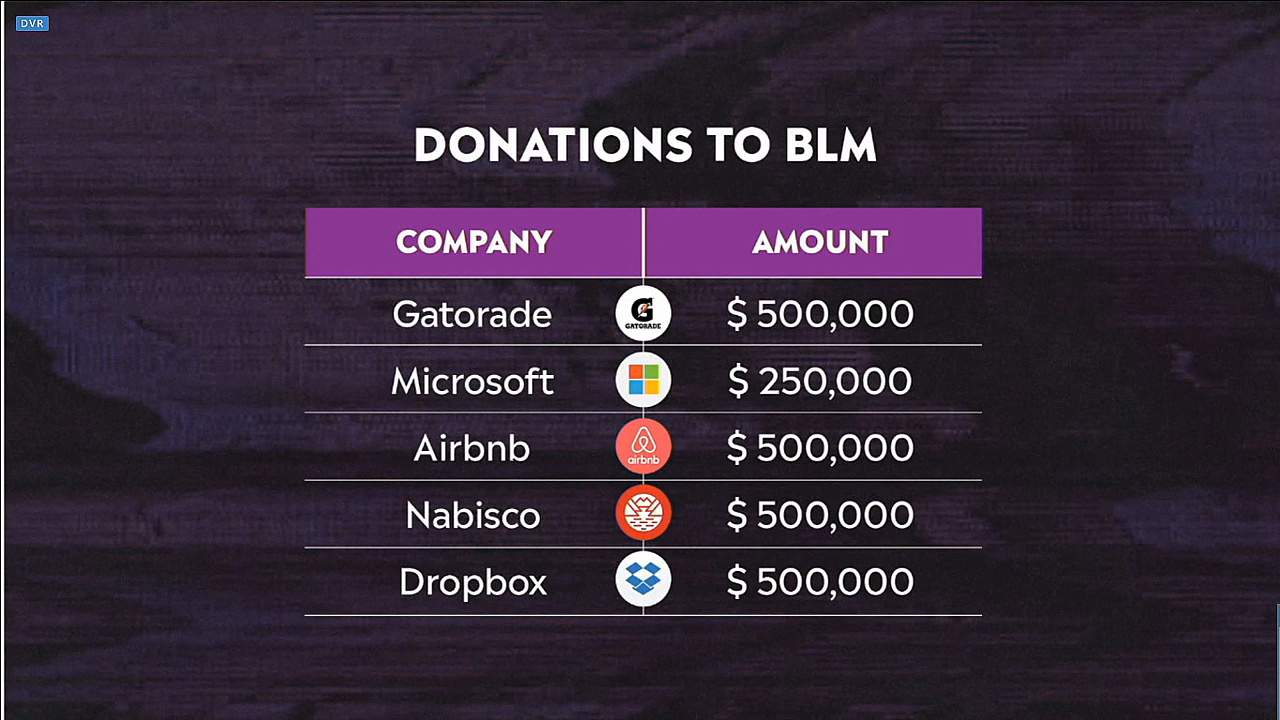 DVR
DONATIONS TO BLM
COMPANY AMOUNT
Gatorade GATORADE $ 500,000
Microsoft $ 250,000
Airbnb airbnb $ 500,000
Nabisco $ 500,000
Dropbox $ 500,000